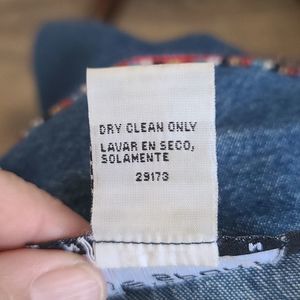 DRY CLEAN ONLY
LAVAR EN SECO,
SOLAMENTE
29173
M